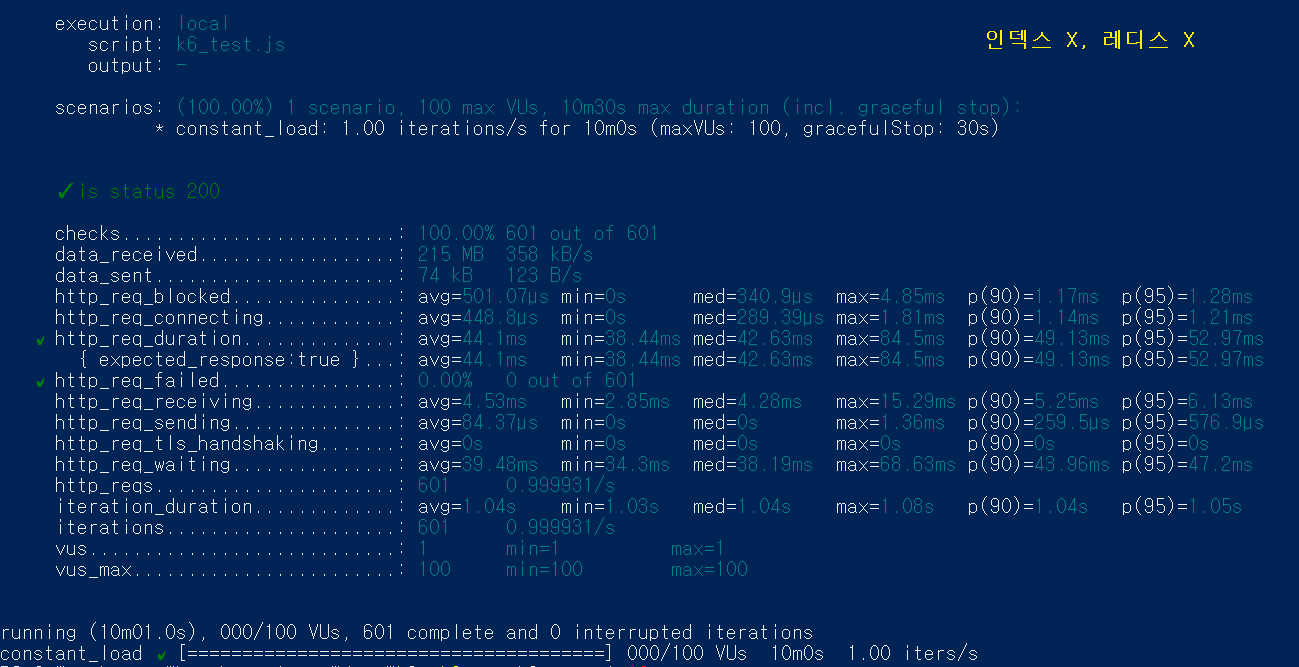 execution: local
인덱스 X, 레디스 X
script: k6_test.js
output: -
scenarios: (100.00%) 1 scenario, 100 max VUs, 10m30s max duration (incl. graceful stop):
* constant_load: 1.00 iterations/s for 10m0s (maxVUs: 100, gracefulStop: 30s)
✓ is status 200
checks.........................: 100.00% 601 out of 601
data_received..................: 215 MB 358 kB/s
data_sent......................: 74 kB 123 B/s
http_req_blocked...............: avg=501.07µs min=0s med=340.9µs max=4.85ms p(90)=1.17ms p(95)=1.28ms
http_req_connecting............: avg=448.8µs min=0s med=289.39µs max=1.81ms p(90)=1.14ms p(95)=1.21ms
✓ http_req_duration..............: avg=44.1ms min=38.44ms med=42.63ms max=84.5ms p(90)=49.13ms p(95)=52.97ms
{ expected_response:true }...: avg=44.1ms min=38.44ms med=42.63ms max=84.5ms p(90)=49.13ms p(95)=52.97ms
✓ http_req_failed................: 0.00% 0 out of 601
http_req_receiving.............: avg=4.53ms min=2.85ms med=4.28ms max=15.29ms p(90)=5.25ms p(95)=6.13ms
http_req_sending...............: avg=84.37µs min=0s med=0s max=1.36ms p(90)=259.5µs p(95)=576.9µs
http_req_tls_handshaking.......: avg=0s min=0s med=0s max=0s p(90)=0s p(95)=0s
http_req_waiting...............: avg=39.48ms min=34.3ms med=38.19ms max=68.63ms p(90)=43.96ms p(95)=47.2ms
http_reqs......................: 601 0.999931/s
iteration_duration.............: avg=1.04s min=1.03s med=1.04s max=1.08s p(90)=1.04s p(95)=1.05s
iterations.....................: 601 0.999931/s
vus............................: 1 min=1 max=1
vus_max........................: 100 min=100 max=100
running (10m01.0s), 000/100 VUs, 601 complete and 0 interrupted iterations
constant_load ✓ [======================================] 000/100 VUs 10m0s 1.00 iters/s